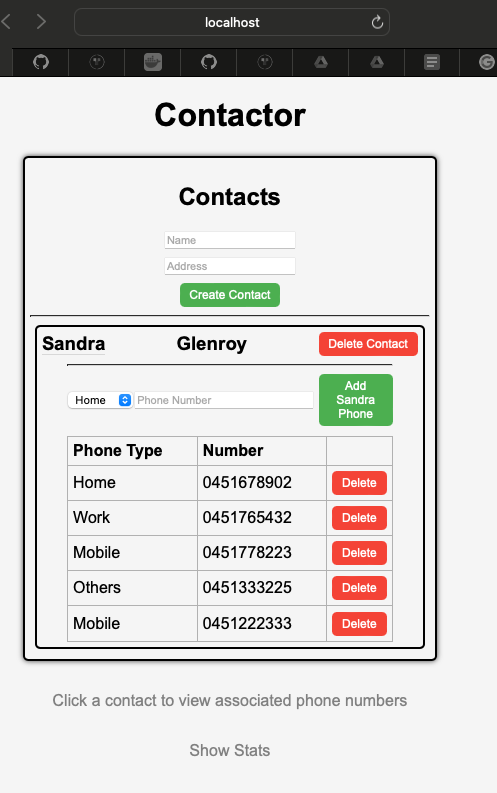 localhost
Contactor
Contacts
Name
Address
Create Contact
Sandra Glenroy Delete Contact
Home Phone Number Add
Sandra
Phone
Phone Type Number
Home 0451678902 Delete
Work 0451765432 Delete
Mobile 0451778223 Delete
Others 0451333225 Delete
Mobile 0451222333 Delete
Click a contact to view associated phone numbers
Show Stats